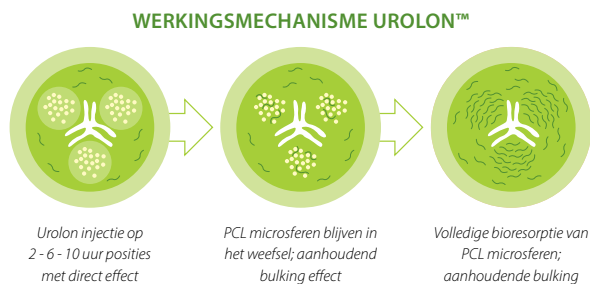 WERKINGSMECHANISME UROLON™
Urolon injectie op
2 - 6 - 10 uur posities
met direct effect
PCL microsferen blijven in
het weefsel; aanhoudend
bulking effect
Volledige bioresorptie van
PCL microsferen;
aanhoudende bulking